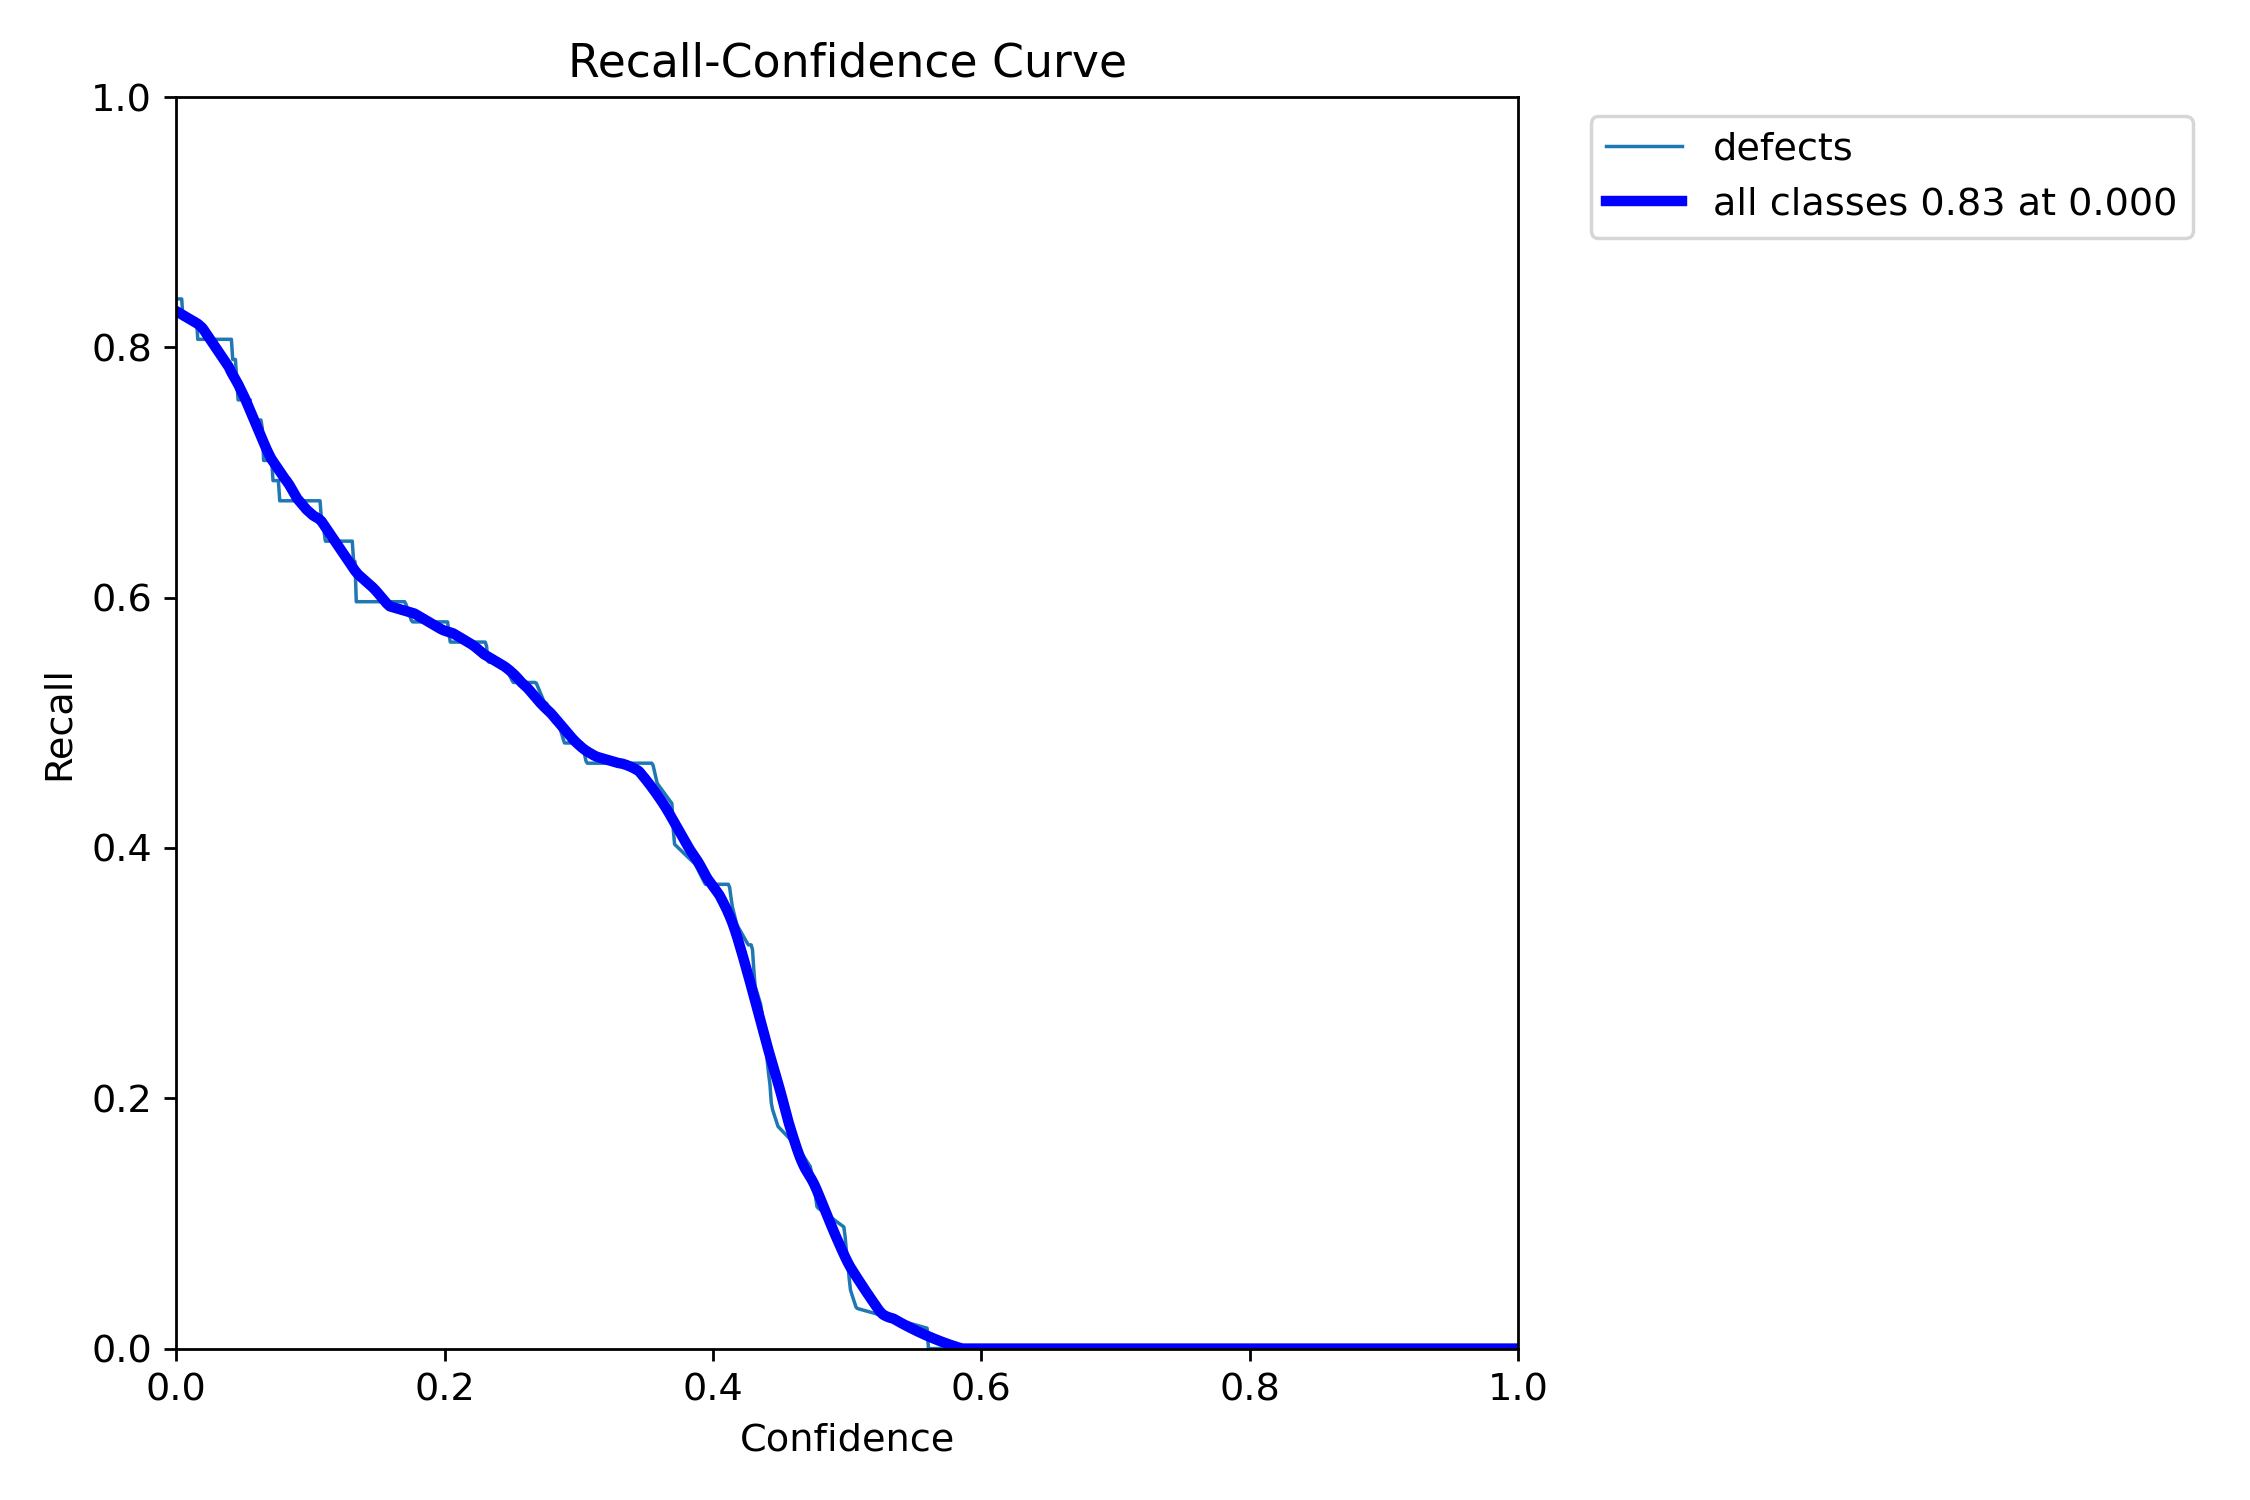 Recall-Confidence Curve
1.0
0.8
0.6
0.4
0.2
0.0
Recall
0.0 0.2 0.4 0.6 0.8 1.0
Confidence
defects
all classes 0.83 at 0.000